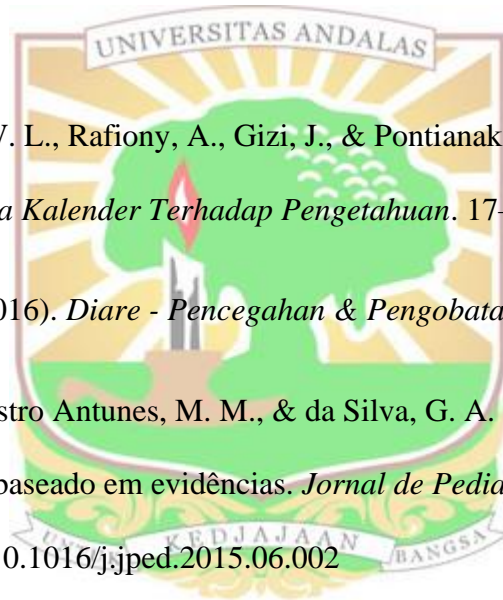 UNIVERSITAS ANDALAS
L., Rafiony, A., Gizi, J., & Pontianak
a Kalender Terhadap Pengetahuan. 17–
016). Diare - Pencegahan & Pengobata
stro Antunes, M. M., & da Silva, G. A.
baseado em evidências. Jornal de Pedia
KEDJAJAAN BANGSA
0.1016/j.jped.2015.06.002